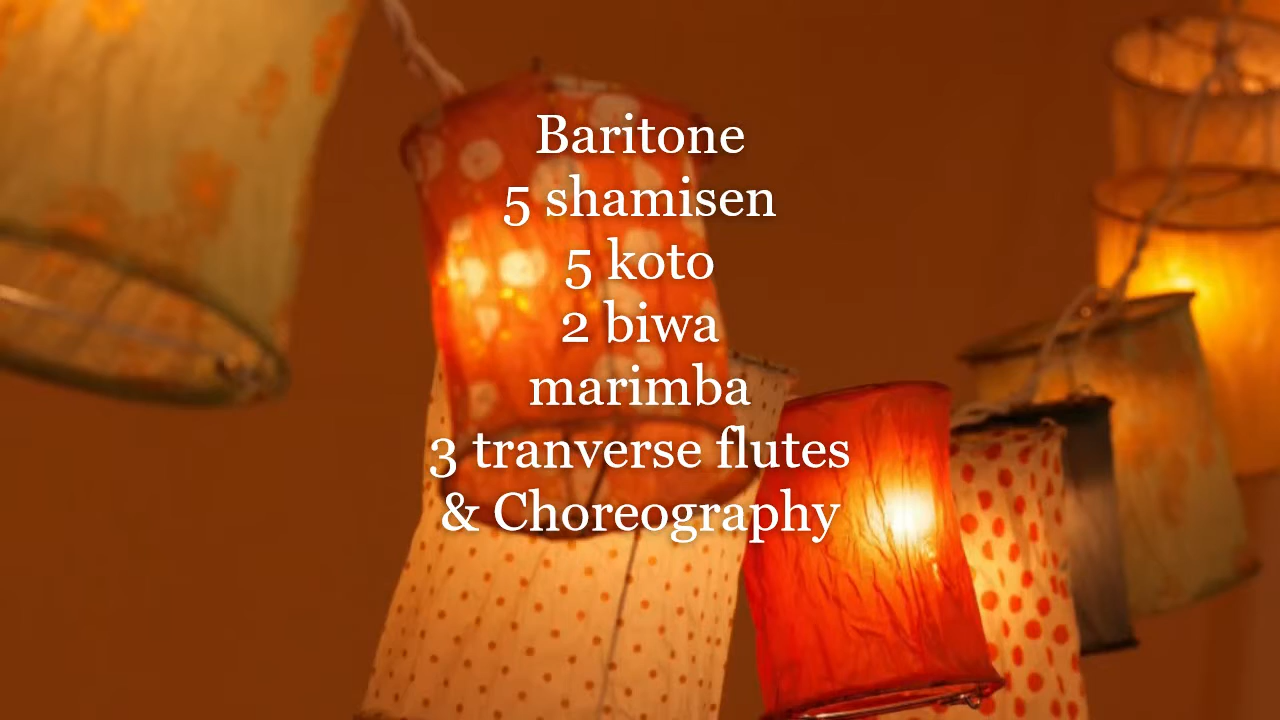 Baritone
5 shamisen
5 koto
2 biwa
marimba
3 tranverse flutes
& Choreography